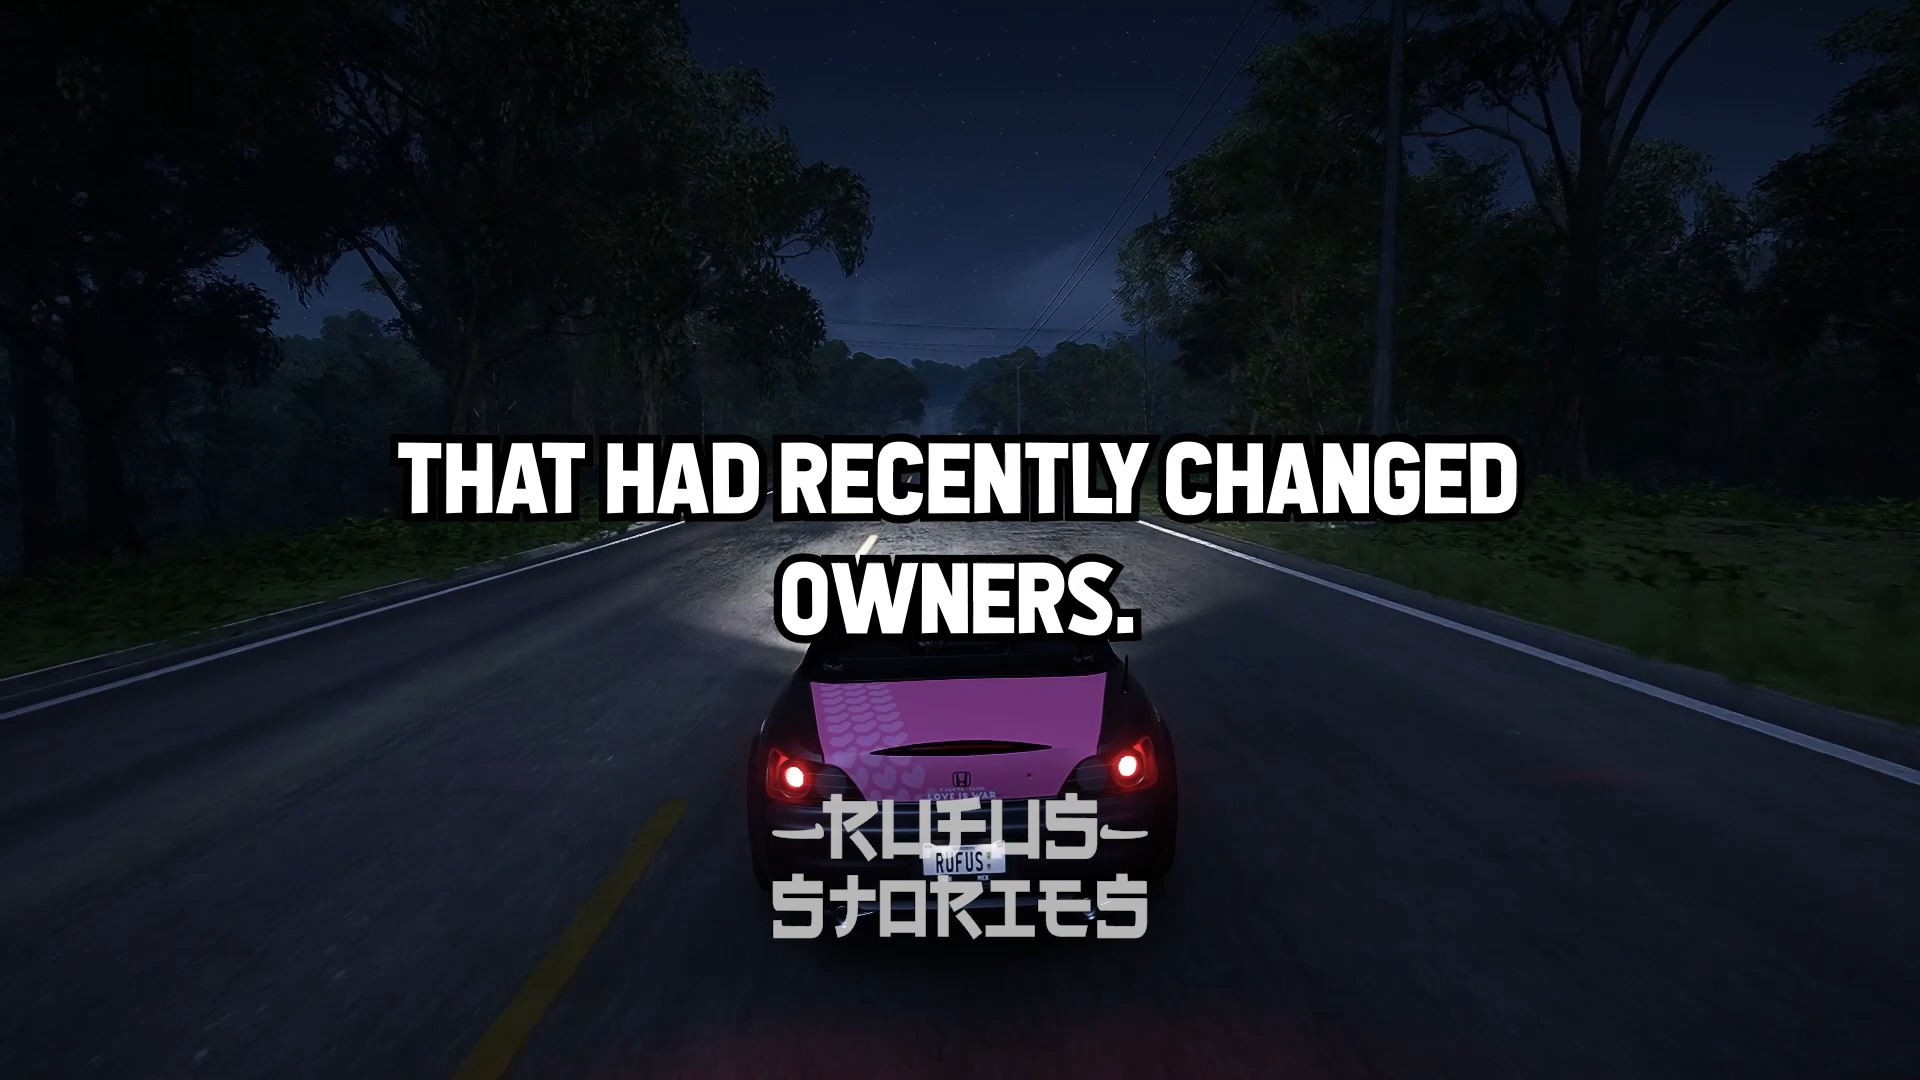 THAT HAD RECENTLY CHANGED
OWNERS.
LOVE IS WAR
RUFUS
RUFUS
STORIES